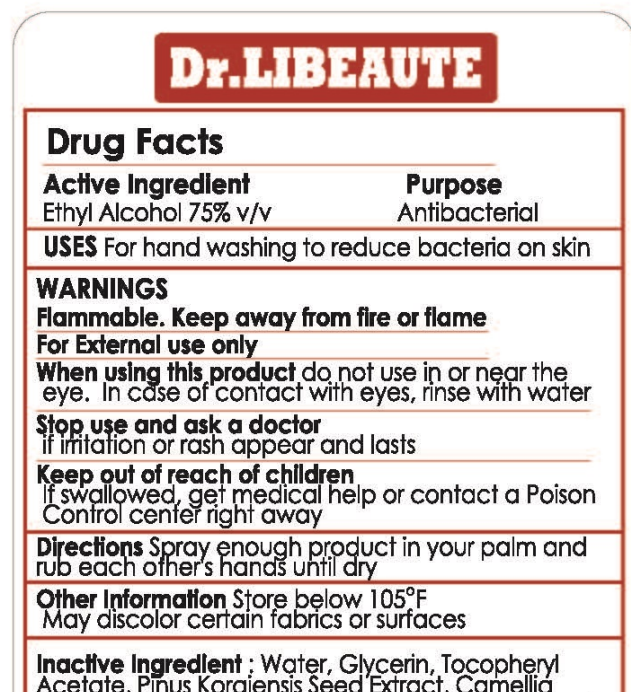 Dr.LIBEAUTE
Drug Facts
Active Ingredient Purpose
Ethyl Alcohol 75% v/v Antibacterial
USES For hand washing to reduce bacteria on skin
WARNINGS
Flammable. Keep away from fire or flame
For External use only
When using this product do not use in or near the
eye. In case of contact with eyes, rinse with water
Stop use and ask a doctor
if irritation or rash appear and lasts
Keep out of reach of children
If swallowed, get medical help or contact a Poison
Control center right away
Directions Spray enough product in your palm and
rub each other's hands until dry
Other Information Store below 105°F
May discolor certain fabrics or surfaces
Inactive Ingredient : Water, Glycerin, Tocopheryl
Acetate, Pinus Koraiensis Seed Extract, Camellia